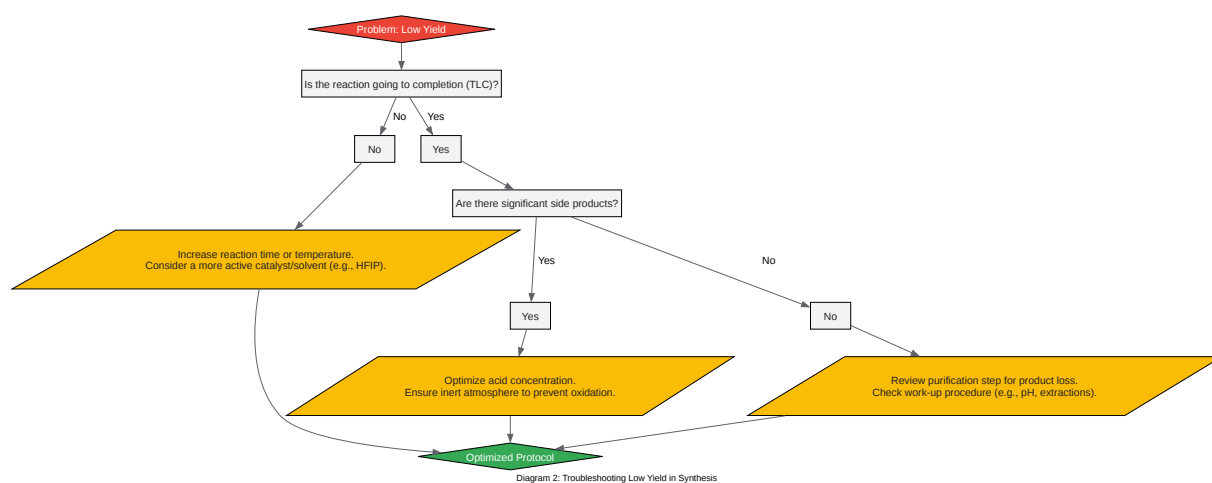 Problem: Low Yield
Is the reaction going to completion (TLC)?
No
Yes
No
Yes
Are there significant side products?
Increase reaction time or temperature.
Consider a more active catalyst/solvent (e.g., HFIP).
Yes
No
Yes
No
Optimize acid concentration.
Ensure inert atmosphere to prevent oxidation.
Review purification step for product loss.
Check work-up procedure (e.g., pH, extractions).
Optimized Protocol
Diagram 2: Troubleshooting Low Yield in Synthesis